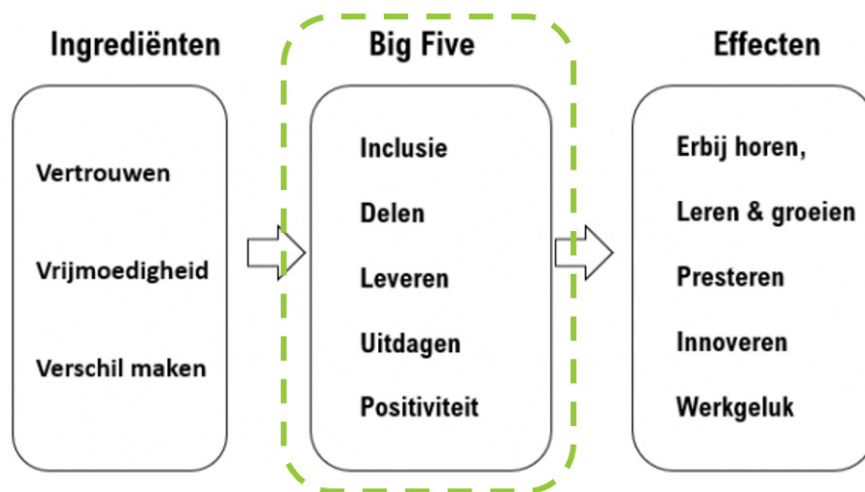 Ingrediënten
Vertrouwen
Vrijmoedigheid
Verschil maken
Big Five
Inclusie
Delen
Leveren
Uitdagen
Positiviteit
Effecten
Erbij horen,
Leren & groeien
Presteren
Innoveren
Werkgeluk